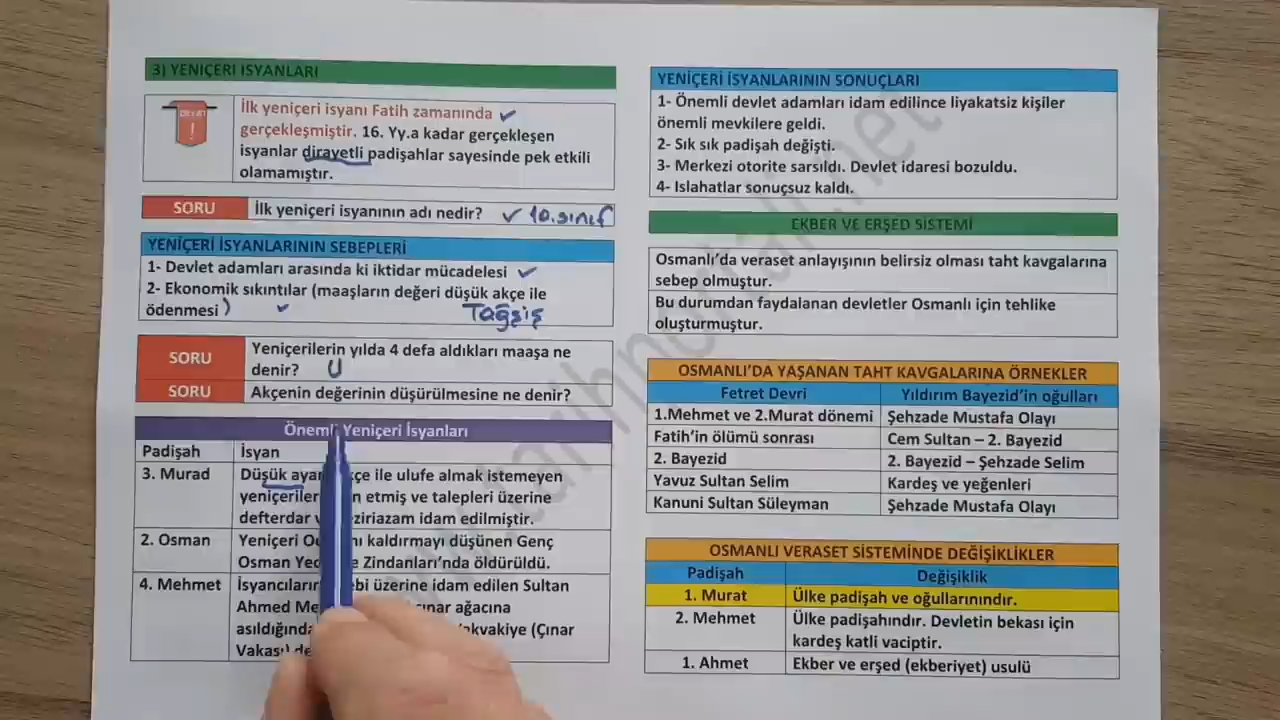 3) YENİÇERİ İSYANLARI
DİKKAT
!
İlk yeniçeri isyanı Fatih zamanında ✓
gerçekleşmiştir. 16. Yy.a kadar gerçekleşen
isyanlar dirayetli padişahlar sayesinde pek etkili
olamamıştır.
SORU İlk yeniçeri isyanının adı nedir? ✓ 10.sınıf
YENİÇERİ İSYANLARININ SEBEPLERİ
1- Devlet adamları arasında ki iktidar mücadelesi ✓
2- Ekonomik sıkıntılar (maaşların değeri düşük akçe ile
ödenmesi) ✓ Tağşiş
SORU Yeniçerilerin yılda 4 defa aldıkları maaşa ne
denir? U
SORU Akçenin değerinin düşürülmesine ne denir?
Yeniçeri İsyanları
Padişah İsyan
3. Murad Düşük ile ulufe almak istemeyen
yeniçeriler etmiş ve talepleri üzerine
defterdar idam edilmiştir.
2. Osman Yeniçeri kaldırmayı düşünen Genç
Osman Zindanları'nda öldürüldü.
4. Mehmet üzerine idam edilen Sultan
Ahmed ağacına
(Çınar
YENİÇERİ İSYANLARININ SONUÇLARI
1- Önemli devlet adamları idam edilince liyakatsiz kişiler
önemli mevkilere geldi.
2- Sık sık padişah değişti.
3- Merkezi otorite sarsıldı. Devlet idaresi bozuldu.
4- Islahatlar sonuçsuz kaldı.
EKBER VE ERŞED SİSTEMİ
Osmanlı'da veraset anlayışının belirsiz olması taht kavgalarına
sebep olmuştur.
Bu durumdan faydalanan devletler Osmanlı için tehlike
oluşturmuştur.
OSMANLI'DA YAŞANAN TAHT KAVGALARINA ÖRNEKLER
Fetret Devri Yıldırım Bayezid'in oğulları
1.Mehmet ve 2.Murat dönemi Şehzade Mustafa Olayı
Fatih'in ölümü sonrası Cem Sultan – 2. Bayezid
2. Bayezid 2. Bayezid – Şehzade Selim
Yavuz Sultan Selim Kardeş ve yeğenleri
Kanuni Sultan Süleyman Şehzade Mustafa Olayı
OSMANLI VERASET SİSTEMİNDE DEĞİŞİKLİKLER
Padişah Değişiklik
1. Murat Ülke padişah ve oğullarınındır.
2. Mehmet Ülke padişahındır. Devletin bekası için
kardeş katli vaciptir.
1. Ahmet Ekber ve erşed (ekberiyet) usulü